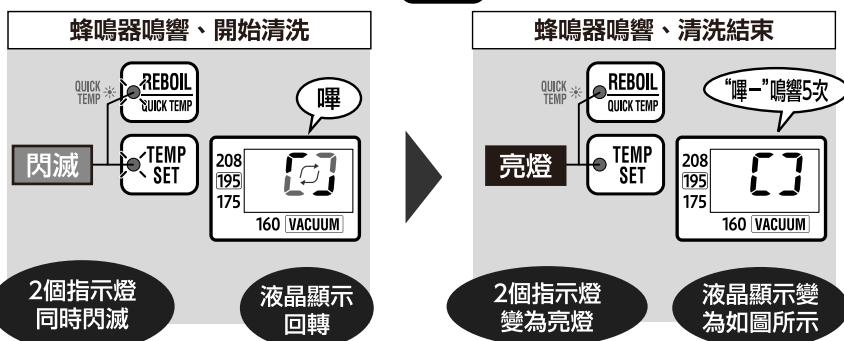 蜂鳴器鳴響、開始清洗
QUICK
TEMP
REBOIL
QUICK TEMP
嗶
閃滅
TEMP
SET
208
195
175
160 VACUUM
2個指示燈
同時閃滅
液晶顯示
回轉
蜂鳴器鳴響、清洗結束
QUICK
TEMP
REBOIL
QUICK TEMP
“嗶ー”鳴響5次
亮燈
TEMP
SET
208
195
175
160 VACUUM
2個指示燈
變為亮燈
液晶顯示變
為如圖所示